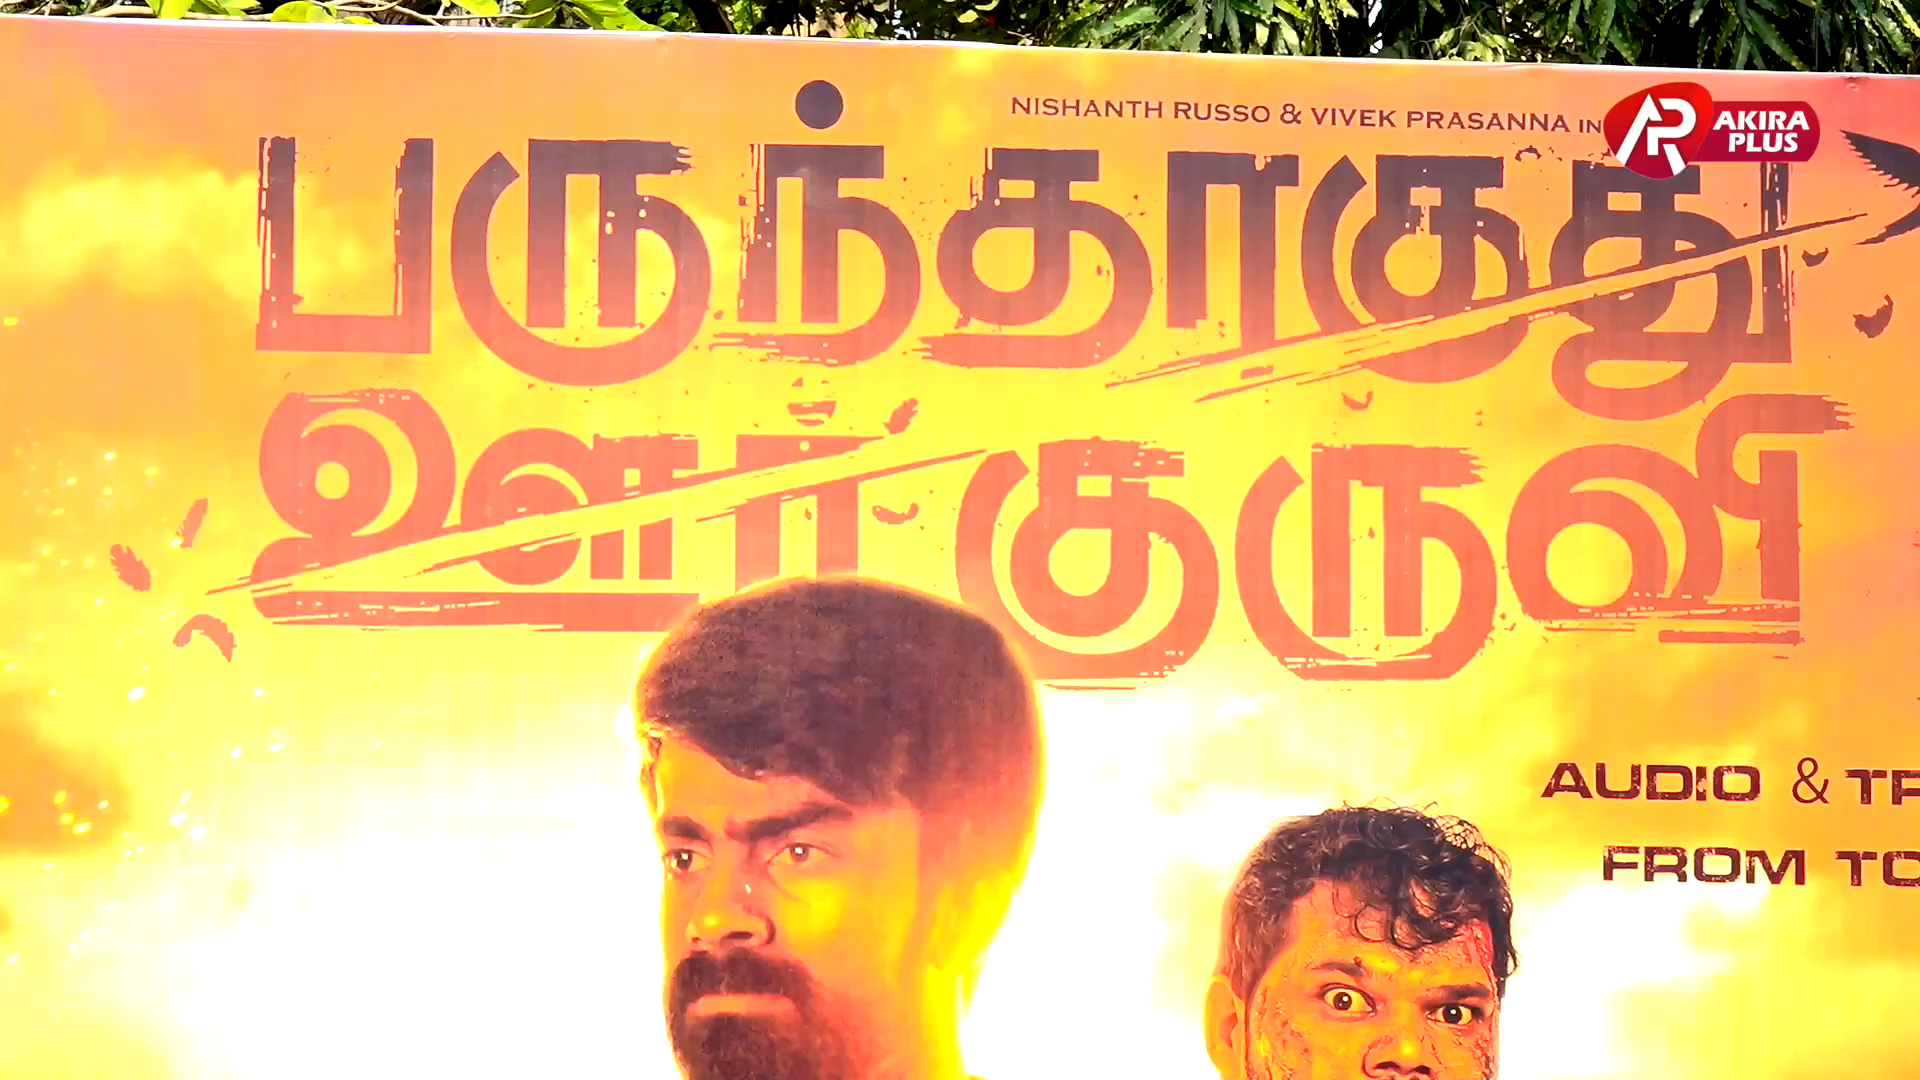 NISHANTH RUSSO & VIVEK PRASANNA IN
AKIRA
PLUS
பருந்தாகுது
ஊர் குருவி
AUDIO &
FROM